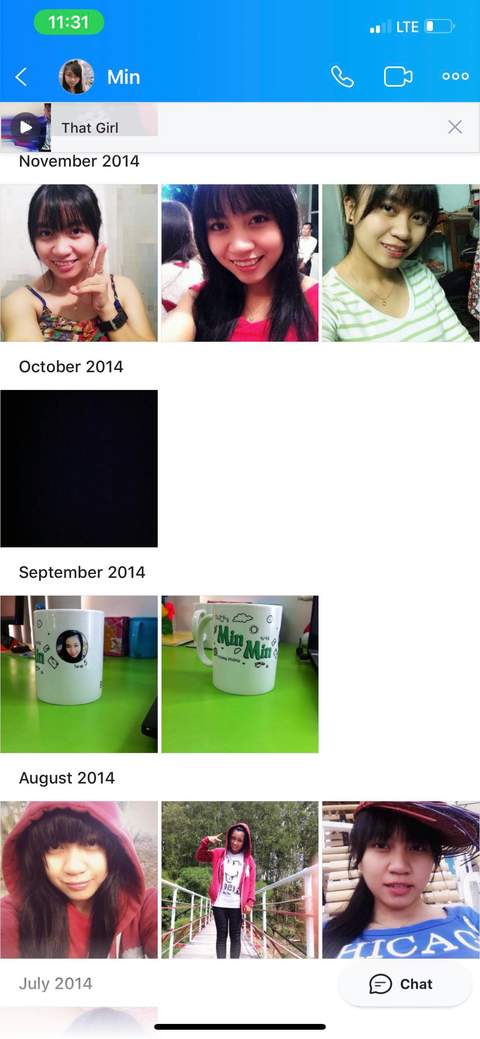 11:31
LTE
Min
That Girl
November 2014
October 2014
September 2014
Min
Min
August 2014
HICAG
July 2014
Chat